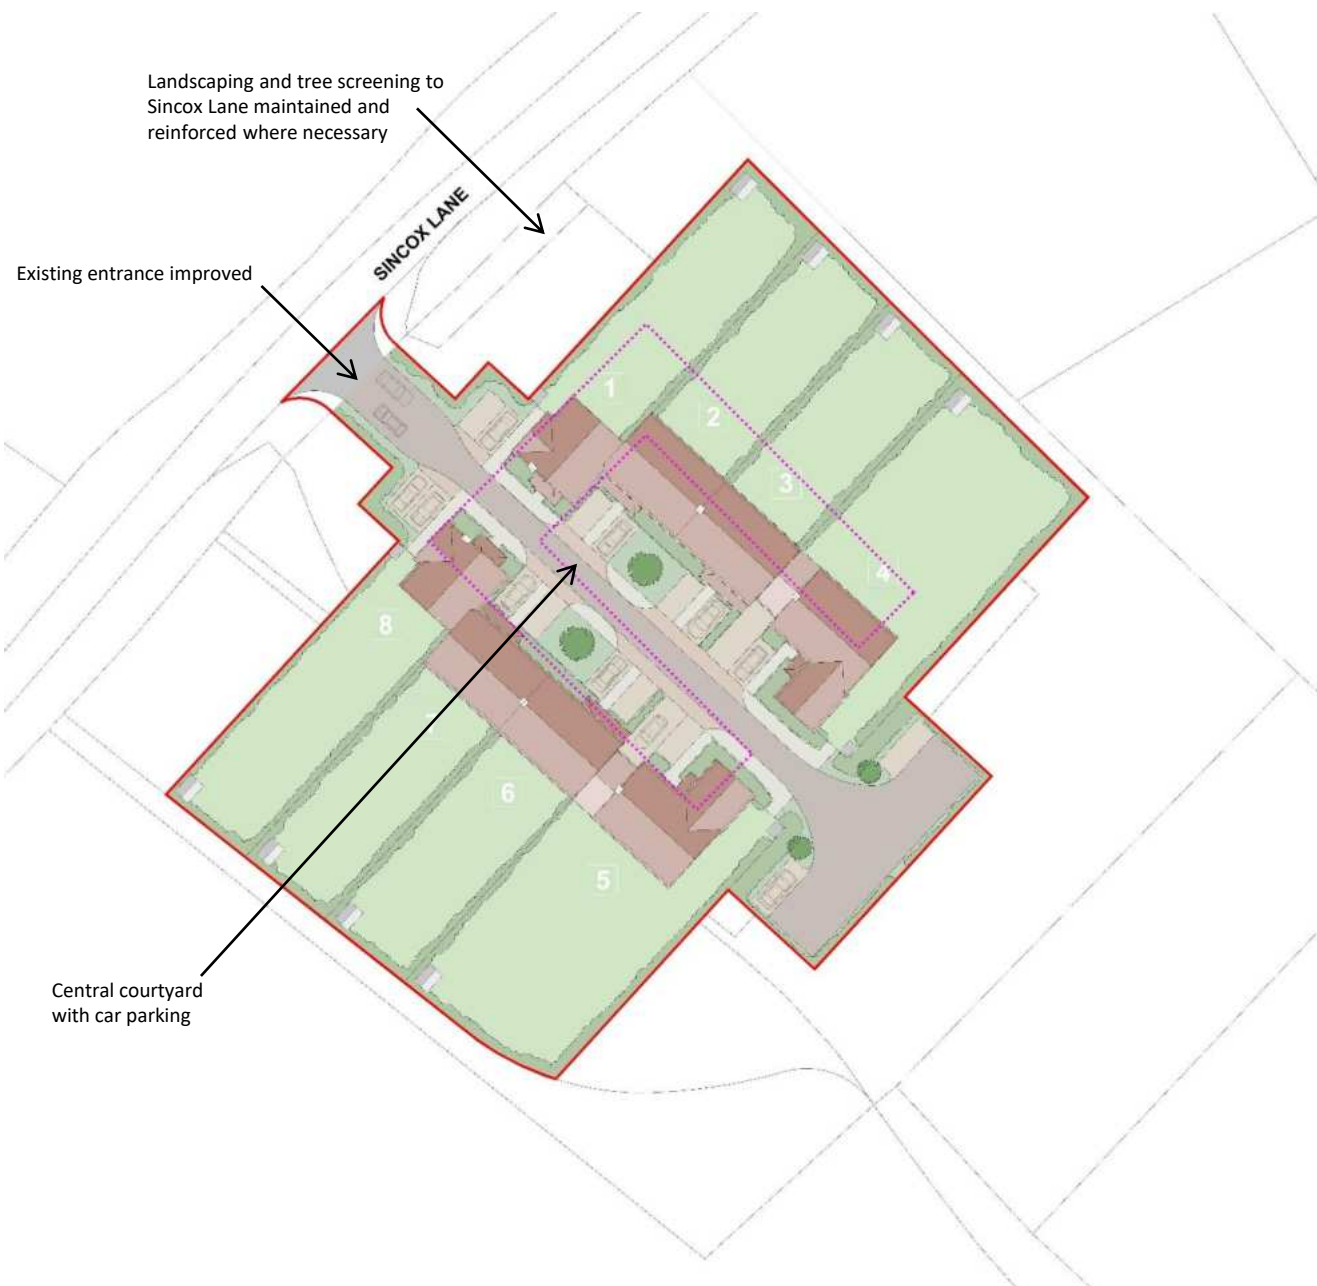 Landscaping and tree screening to
Sincox Lane maintained and
reinforced where necessary
SINCOX LANE
Existing entrance improved
1
2
3
4
8
7
6
5
Central courtyard
with car parking